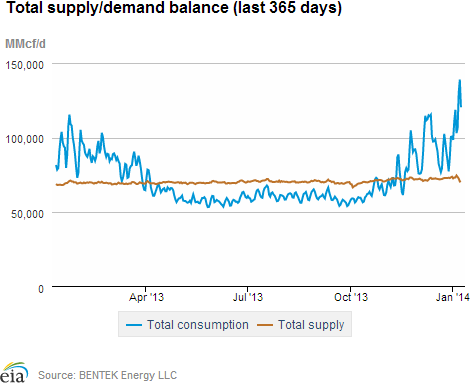 Total supply/demand balance (last 365 days)
MMcf/d
150,000
100,000
50,000
0
Apr '13
Jul '13
Oct '13
Jan '14
Total consumption
Total supply
eia
Source: BENTEK Energy LLC